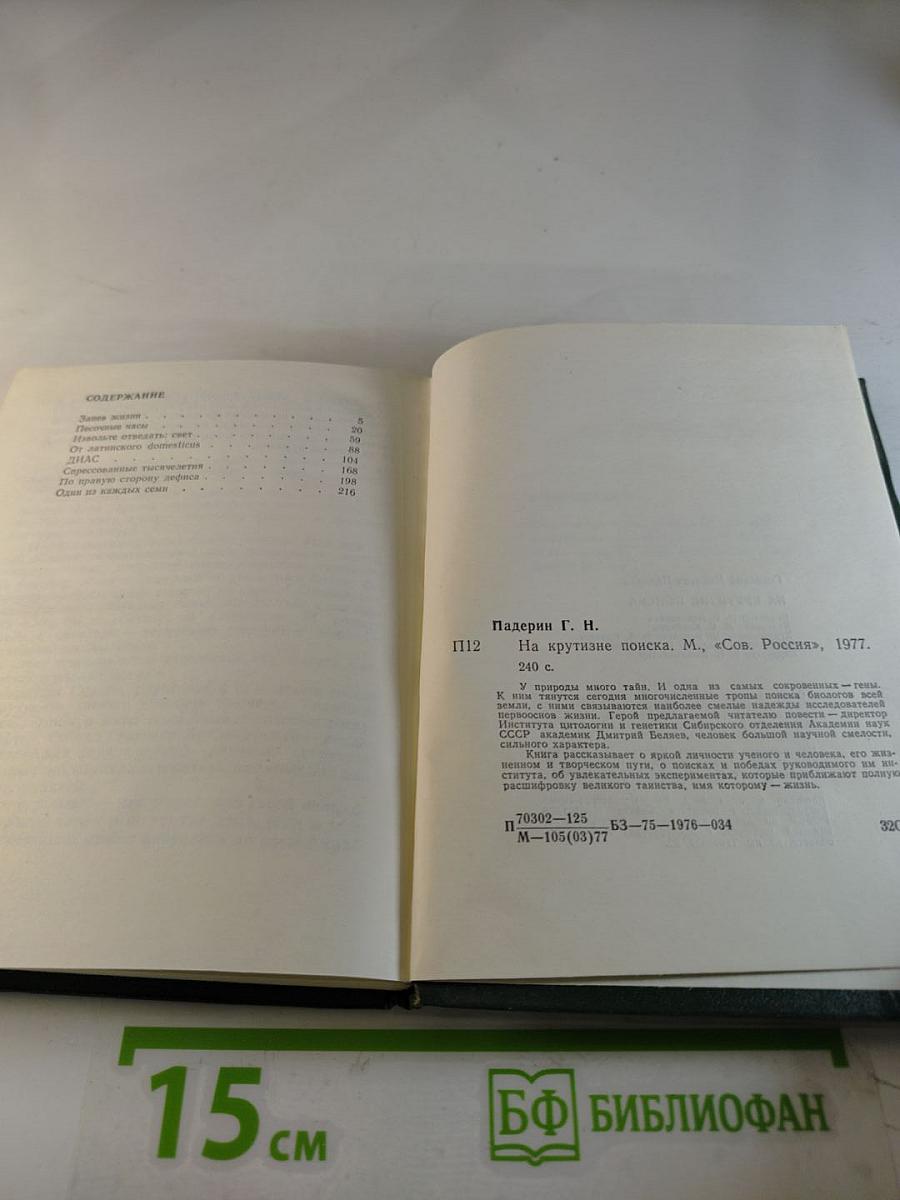 СОДЕРЖАНИЕ
Запев жизни . . . . . . . . . . . 5
Песочные часы . . . . . . . . . . . 20
Извольте отведать: свет . . . . . . . . . 59
От латинского domesticus . . . . . . . . 88
ДИАС . . . . . . . . . . . . 104
Спрессованные тысячелетия . . . . . . . . 168
По правую сторону дефиса . . . . . . . . 198
Один из каждых семи . . . . . . . . . 216
Падерин Г. Н.
П12 На крутизне поиска. М., «Сов. Россия», 1977.
240 с.
У природы много тайн. И одна из самых сокровенных — гены.
К ним тянутся сегодня многочисленные тропы поиска биологов всей
земли, с ними связываются наиболее смелые надежды исследователей
первооснов жизни. Герой предлагаемой читателю повести — директор
Института цитологии и генетики Сибирского отделения Академии наук
СССР академик Дмитрий Беляев, человек большой научной смелости,
сильного характера.
Книга рассказывает о яркой личности ученого и человека, его жиз-
ненном и творческом пути, о поисках и победах руководимого им ин-
ститута, об увлекательных экспериментах, которые приближают полную
расшифровку великого таинства, имя которому — жизнь.
70302—125
П БЗ—75—1976—034 320
М—105(03)77
15 см
БФ БИБЛИОФАН